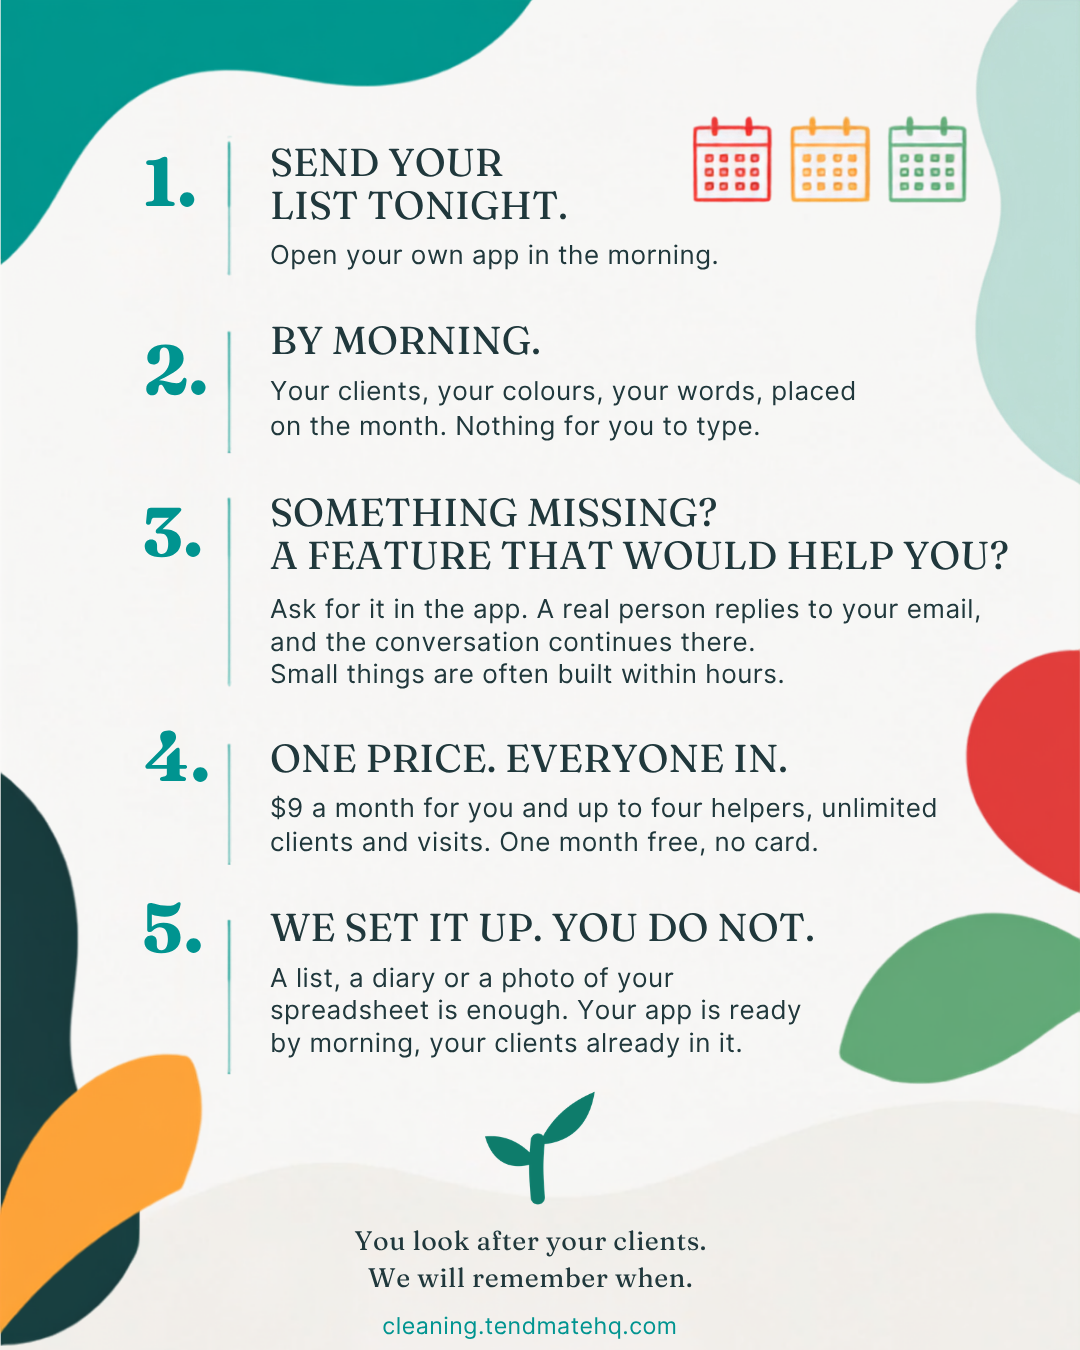 1.
SEND YOUR
LIST TONIGHT.
Open your own app in the morning.
2.
BY MORNING.
Your clients, your colours, your words, placed
on the month. Nothing for you to type.
3.
SOMETHING MISSING?
A FEATURE THAT WOULD HELP YOU?
Ask for it in the app. A real person replies to your email,
and the conversation continues there.
Small things are often built within hours.
4.
ONE PRICE. EVERYONE IN.
$9 a month for you and up to four helpers, unlimited
clients and visits. One month free, no card.
5.
WE SET IT UP. YOU DO NOT.
A list, a diary or a photo of your
spreadsheet is enough. Your app is ready
by morning, your clients already in it.
You look after your clients.
We will remember when.
cleaning.tendmatehq.com